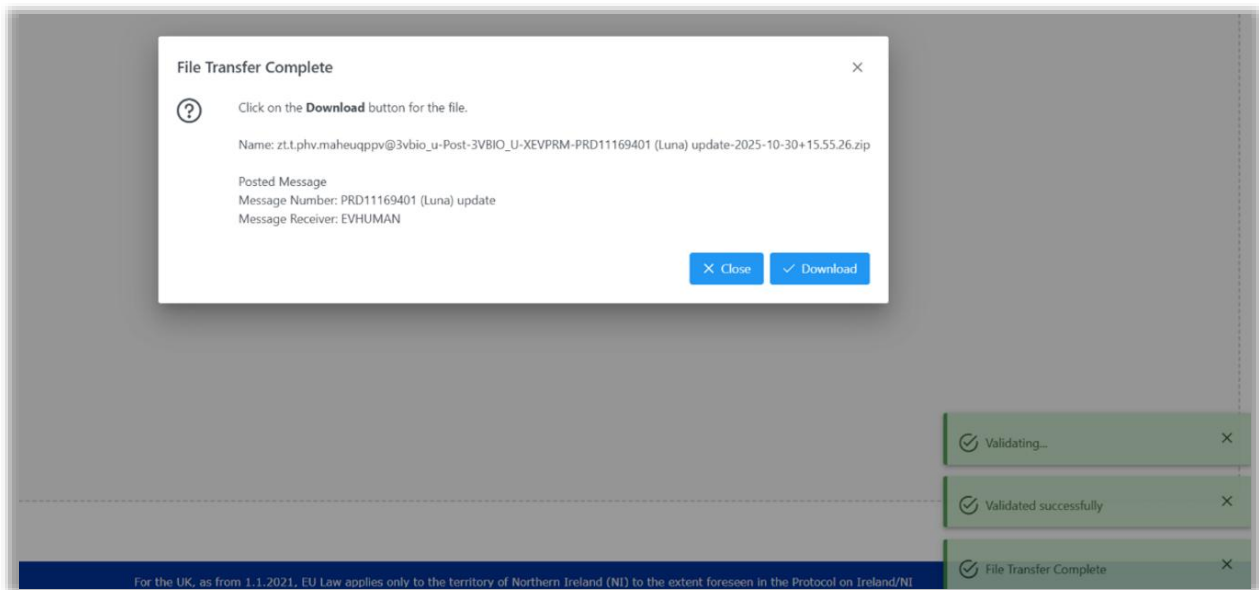 File Transfer Complete
Click on the Download button for the file.
Name: zt.t.phv.maheuqppv@3vbio_u-Post-3VBIO_U-XEVPRM-PRD11169401 (Luna) update-2025-10-30+15.55.26.zip
Posted Message
Message Number: PRD11169401 (Luna) update
Message Receiver: EVHUMAN
Close
Download
Validating...
Validated successfully
File Transfer Complete
For the UK, as from 1.1.2021, EU Law applies only to the territory of Northern Ireland (NI) to the extent foreseen in the Protocol on Ireland/NI